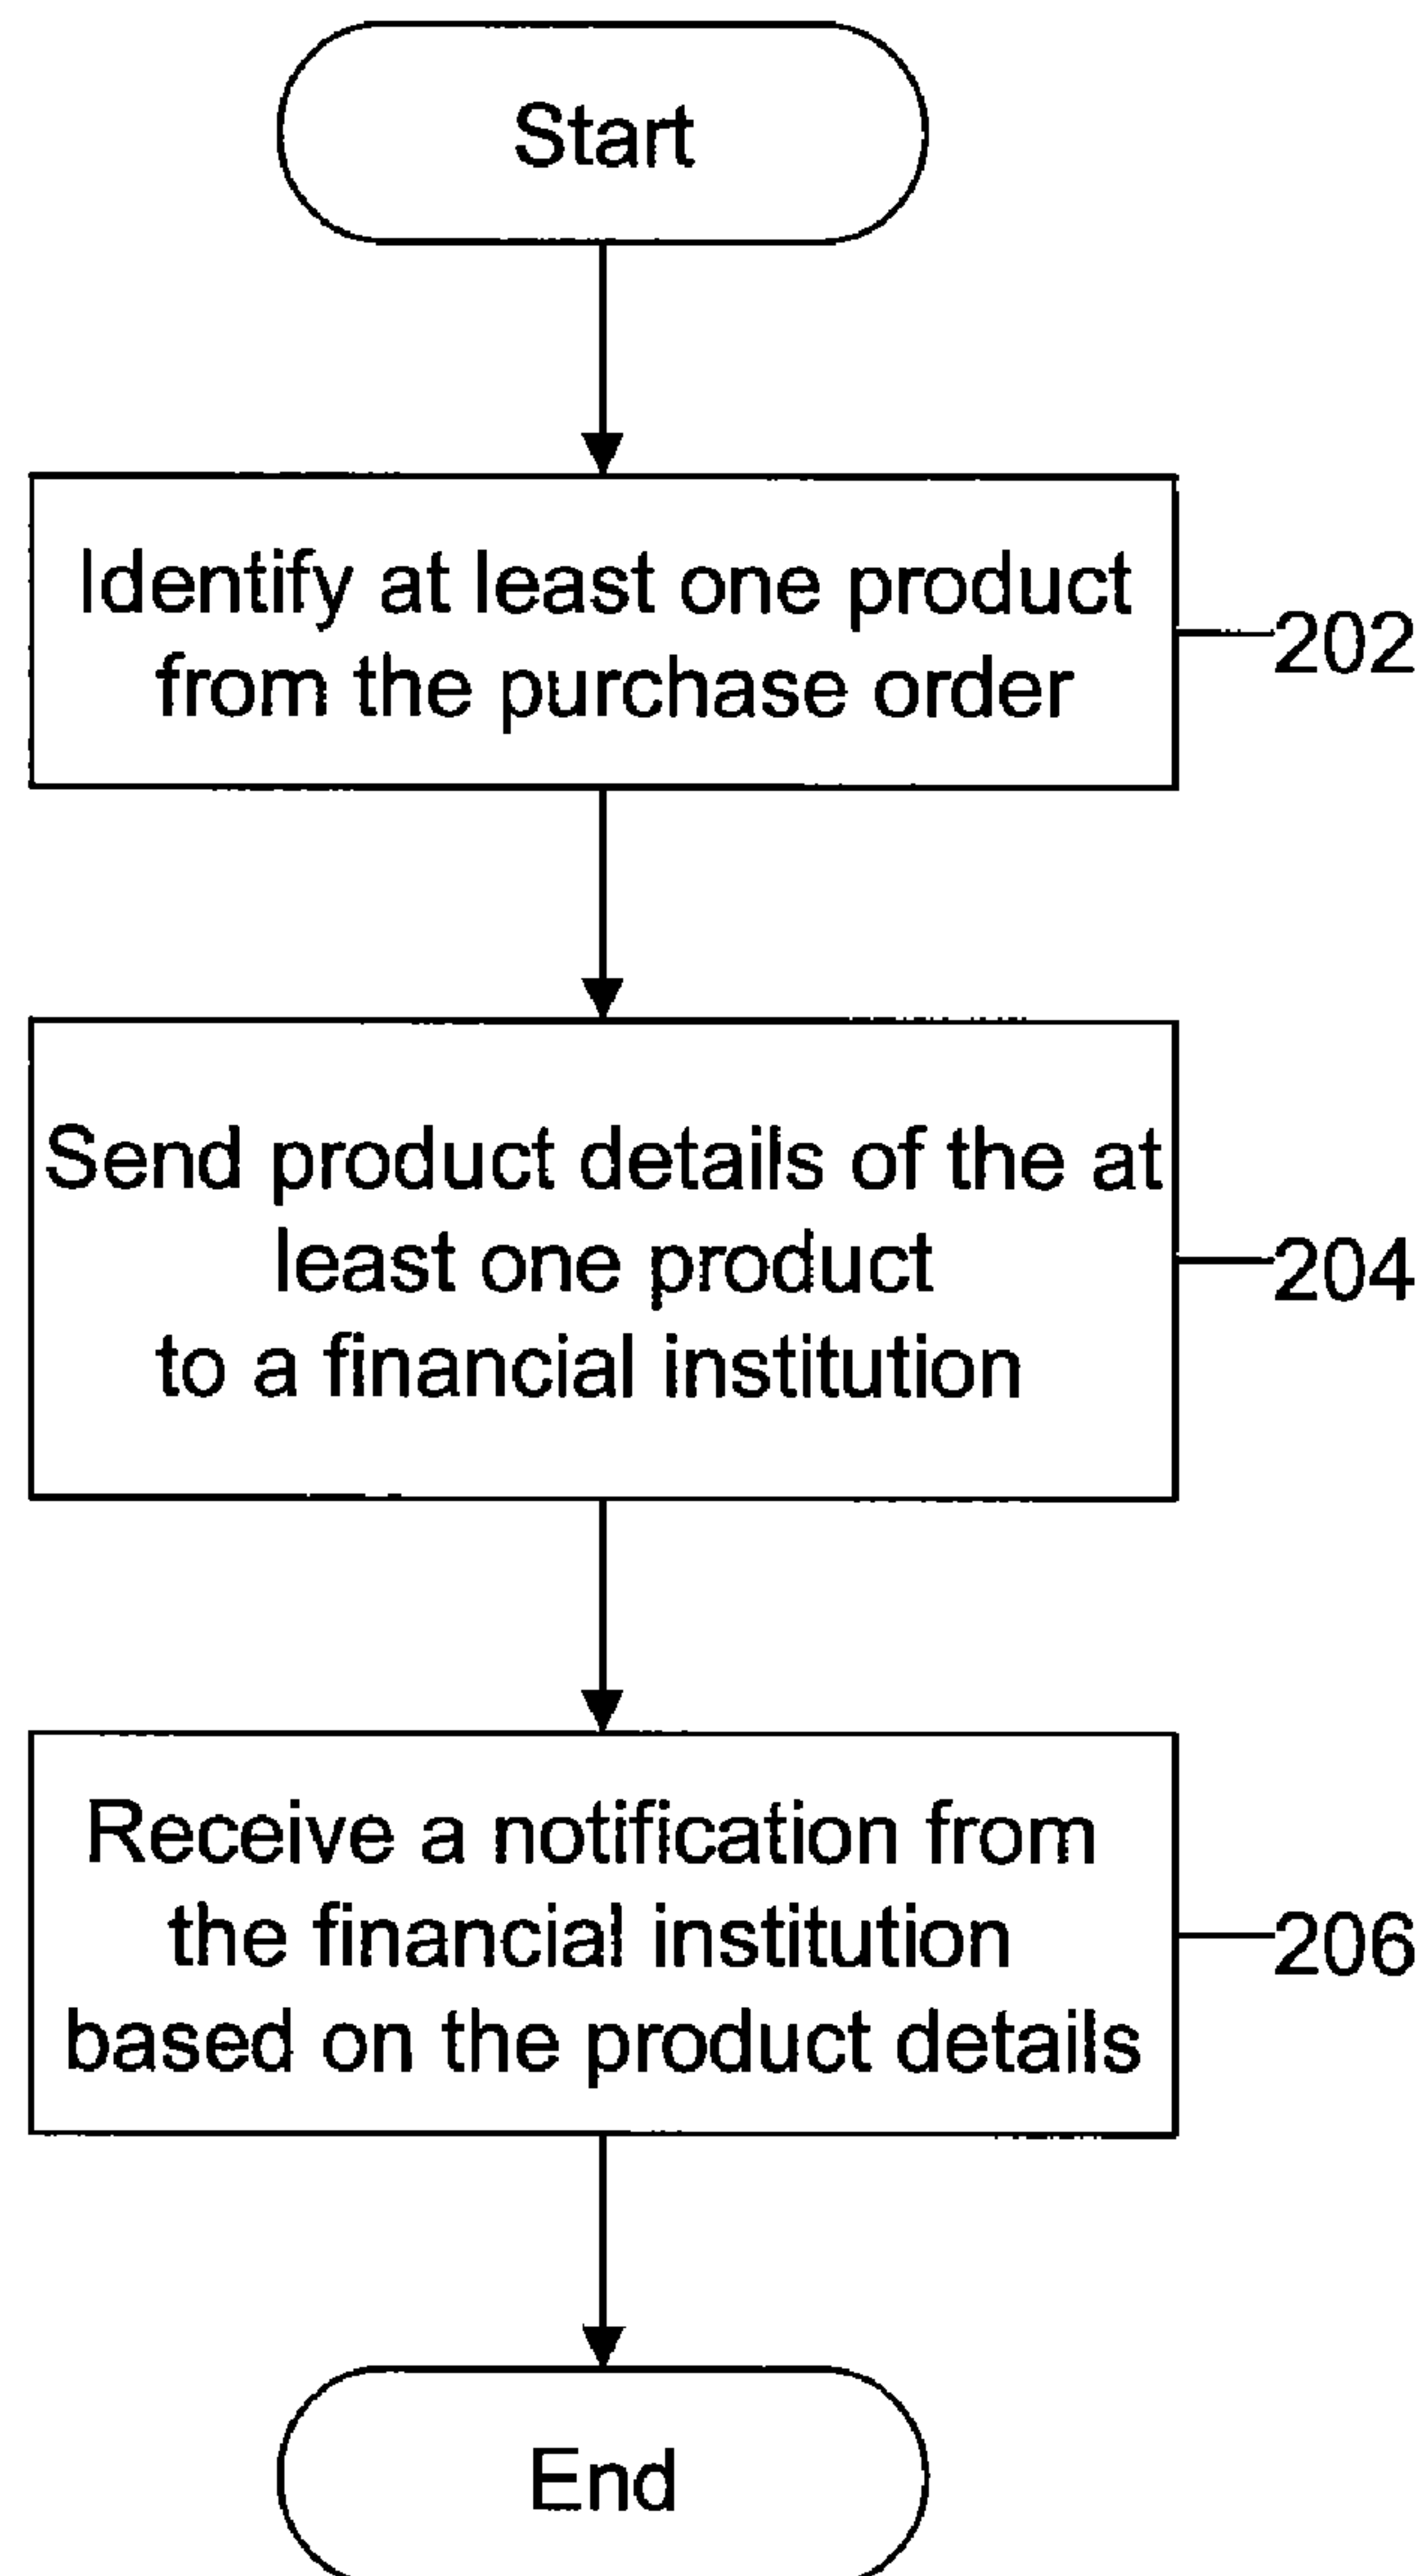 Start
Identify at least one product
from the purchase order
202
Send product details of the at
least one product
to a financial institution
204
Receive a notification from
the financial institution
based on the product details
206
End